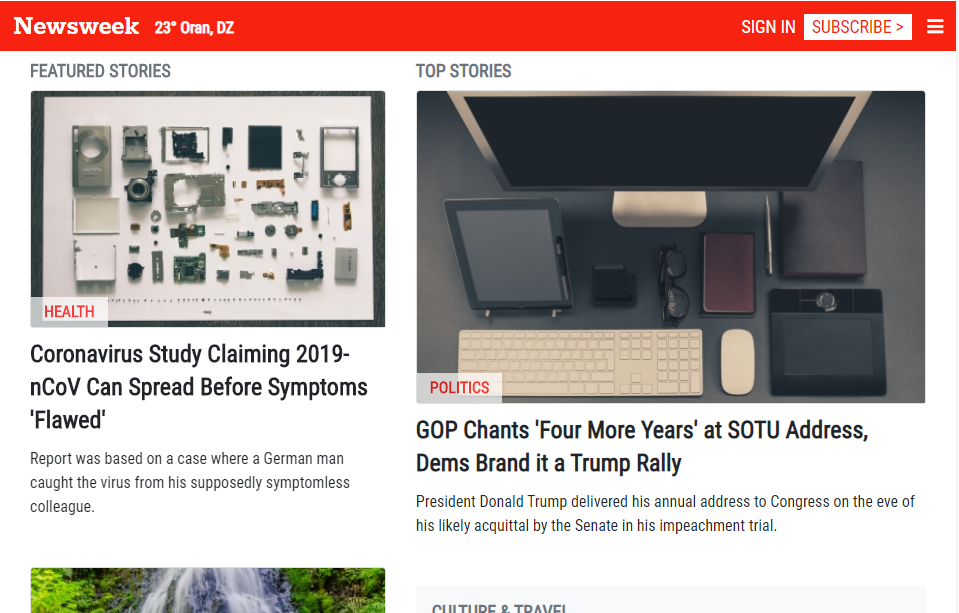 Newsweek 23° Oran, DZ SIGN IN SUBSCRIBE >
FEATURED STORIES
HEALTH
Coronavirus Study Claiming 2019-
nCoV Can Spread Before Symptoms
'Flawed'
Report was based on a case where a German man
caught the virus from his supposedly symptomless
colleague.
TOP STORIES
POLITICS
GOP Chants 'Four More Years' at SOTU Address,
Dems Brand it a Trump Rally
President Donald Trump delivered his annual address to Congress on the eve of
his likely acquittal by the Senate in his impeachment trial.
CULTURE & TRAVEL